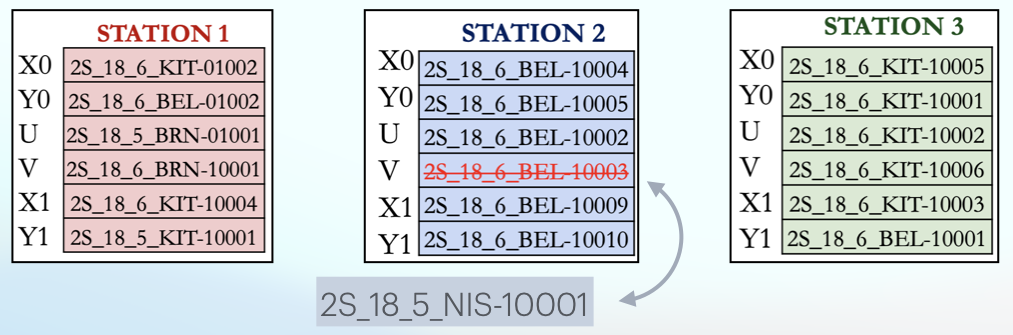 STATION 1
X0 2S_18_6_KIT-01002
Y0 2S_18_6_BEL-01002
U 2S_18_5_BRN-01001
V 2S_18_6_BRN-10001
X1 2S_18_6_KIT-10004
Y1 2S_18_5_KIT-10001
STATION 2
X0 2S_18_6_BEL-10004
Y0 2S_18_6_BEL-10005
U 2S_18_6_BEL-10002
V 2S_18_6_BEL-10003
X1 2S_18_6_BEL-10009
Y1 2S_18_6_BEL-10010
2S_18_5_NIS-10001
STATION 3
X0 2S_18_6_KIT-10005
Y0 2S_18_6_KIT-10001
U 2S_18_6_KIT-10002
V 2S_18_6_KIT-10006
X1 2S_18_6_KIT-10003
Y1 2S_18_6_BEL-10001